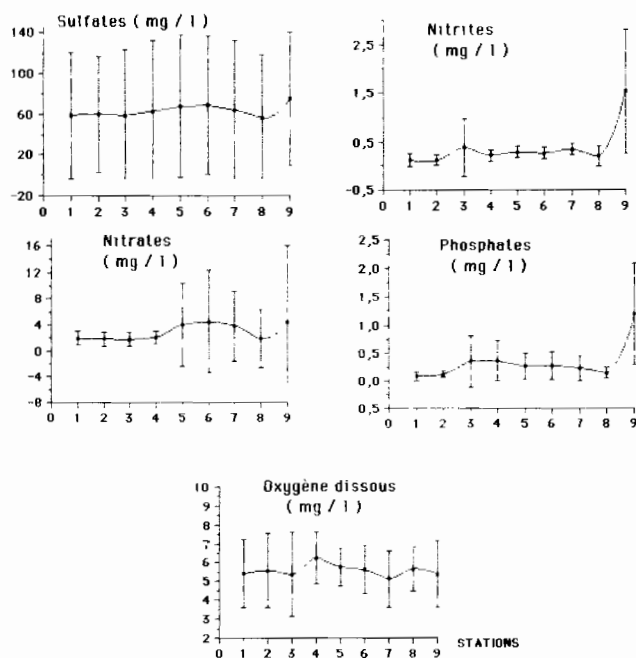 Sulfates ( mg / l )
140
100
60
20
-20
0 1 2 3 4 5 6 7 8 9
Nitrites
( mg / l )
2,5
1,5
0,5
-0,5
0 1 2 3 4 5 6 7 8 9
Nitrates
( mg / l )
16
12
8
4
0
-4
-8
0 1 2 3 4 5 6 7 8 9
Phosphates
( mg / l )
2,5
2,0
1,5
1,0
0,5
0,0
0,5
0 1 2 3 4 5 6 7 8 9
Oxygène dissous
( mg / l )
10
9
8
7
6
5
4
3
2
0 1 2 3 4 5 6 7 8 9 STATIONS